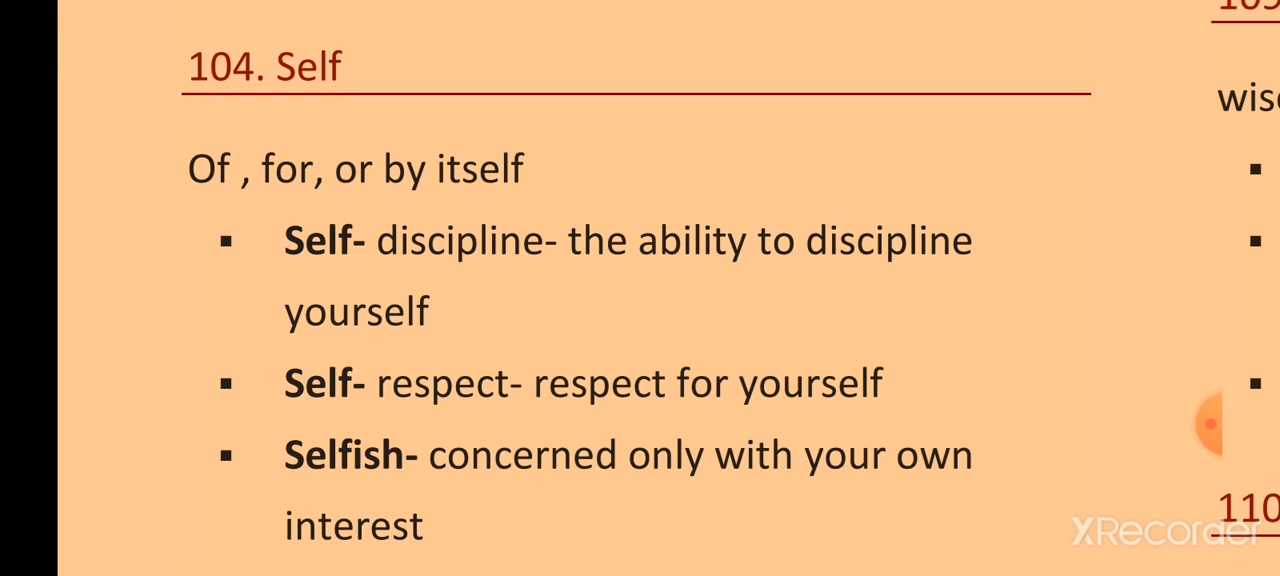 104. Self
Of , for, or by itself
▪ Self- discipline- the ability to discipline
yourself
▪ Self- respect- respect for yourself
▪ Selfish- concerned only with your own
interest
110
XRecorder